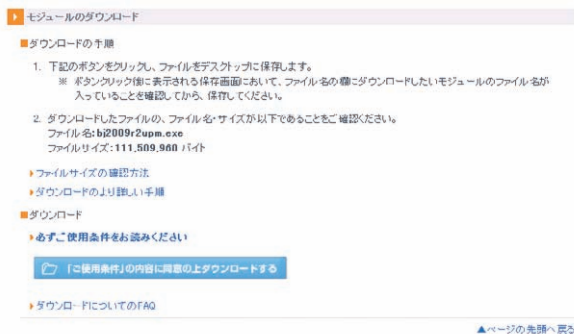 モジュールのダウンロード
■ダウンロードの手順
1. 下記のボタンをクリックし、ファイルをデスクトップに保存します。
※ ボタンクリック後に表示される保存画面において、ファイル名の欄にダウンロードしたいモジュールのファイル名が
入っていることを確認してから、保存してください。
2. ダウンロードしたファイルの、ファイル名・サイズが以下であることをご確認ください。
ファイル名:bj2009r2upm.exe
ファイルサイズ:111,509,960 バイト
ファイルサイズの確認方法
ダウンロードのより詳しい手順
■ダウンロード
必ずご使用条件をお読みください
「ご使用条件」の内容に同意の上ダウンロードする
ダウンロードについてのFAQ
▲ページの先頭へ戻る